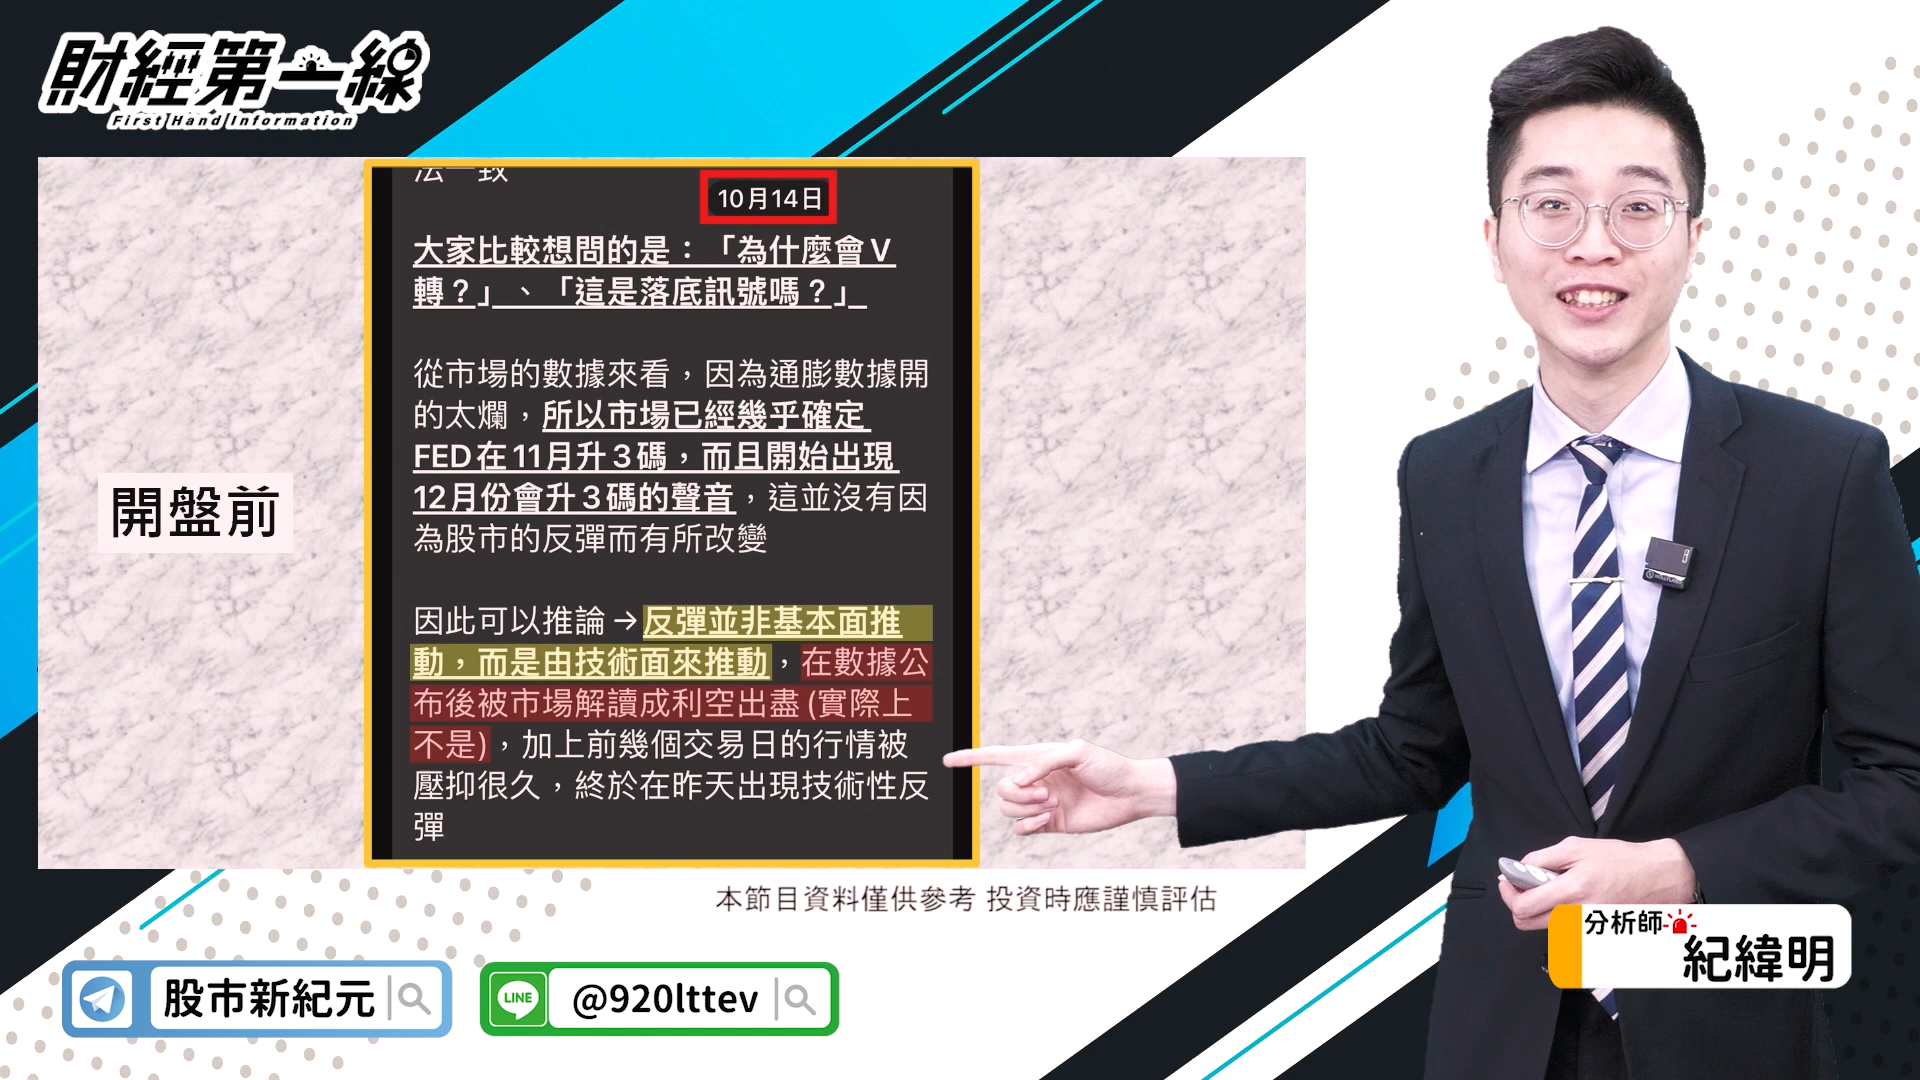 財經第一線
First Hand Information
法一致
10月14日
大家比較想問的是：「為什麼會V
轉？」、「這是落底訊號嗎？」
從市場的數據來看，因為通膨數據開
的太爛，所以市場已經幾乎確定
FED在11月升3碼，而且開始出現
12月份會升3碼的聲音，這並沒有因
為股市的反彈而有所改變
因此可以推論→反彈並非基本面推
動，而是由技術面來推動，在數據公
布後被市場解讀成利空出盡 (實際上
不是)，加上前幾個交易日的行情被
壓抑很久，終於在昨天出現技術性反
彈
開盤前
本節目資料僅供參考 投資時應謹慎評估
分析師
紀緯明
股市新紀元
LINE
@920lttev